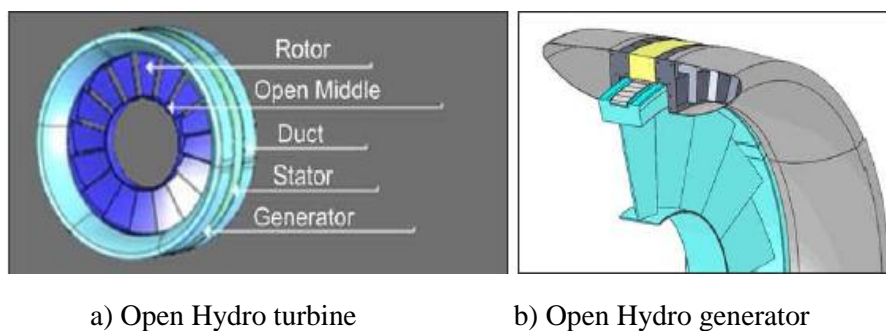 Rotor
Open Middle
Duct
Stator
Generator
a) Open Hydro turbine b) Open Hydro generator